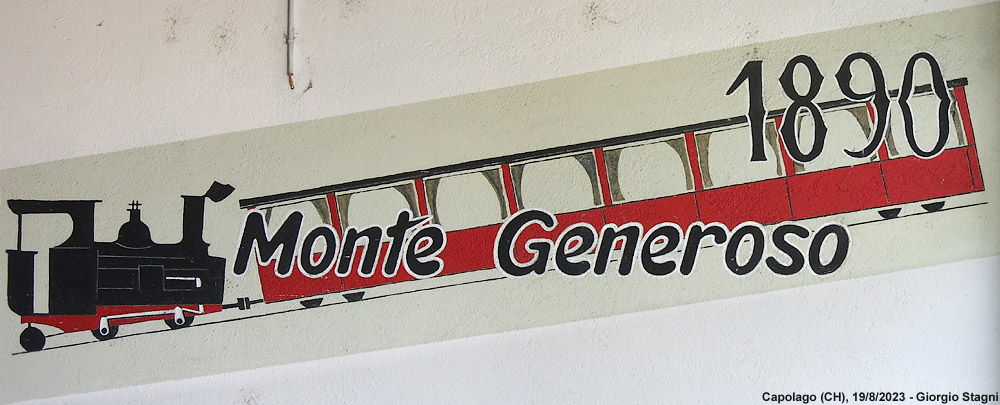 1890
Monte Generoso
Capolago (CH), 19/8/2023 - Giorgio Stagni